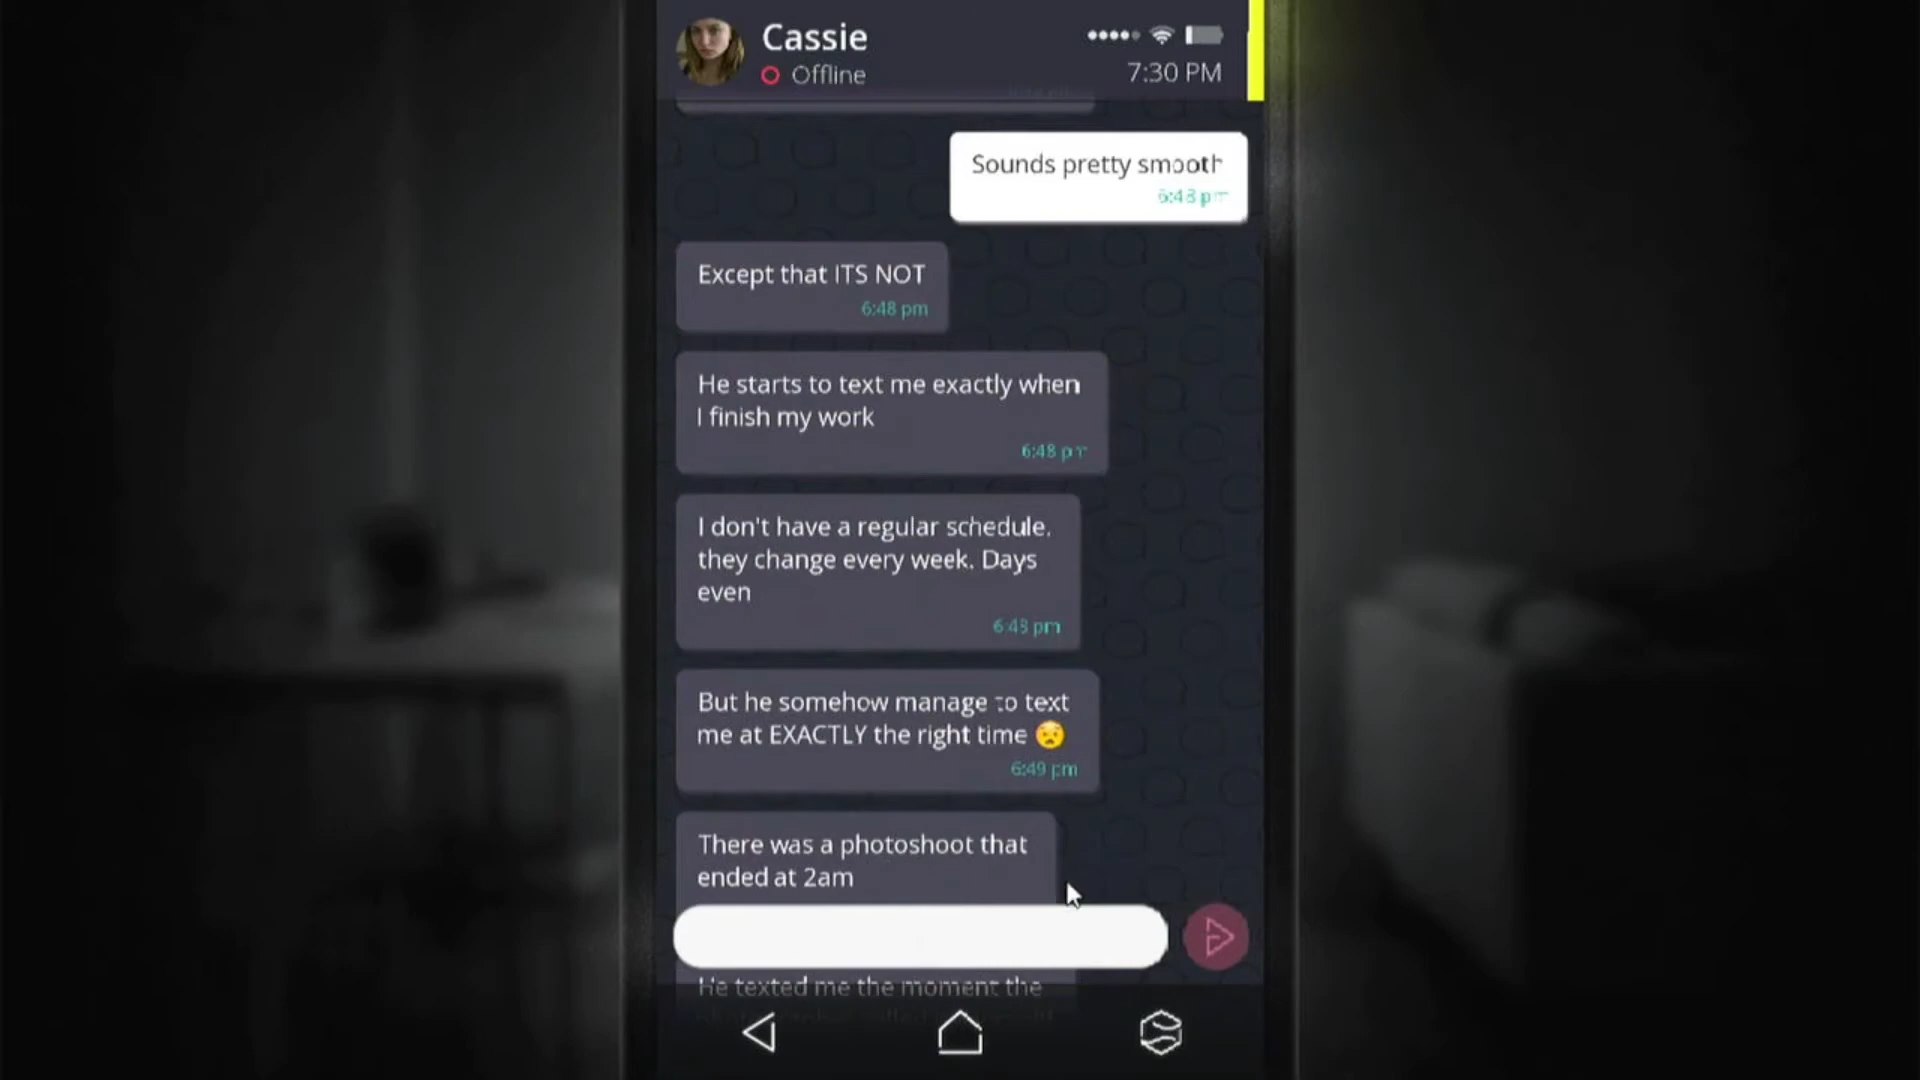 Cassie
Offline
7:30 PM
Sounds pretty smooth
6:48 pm
Except that ITS NOT
6:48 pm
He starts to text me exactly when
I finish my work
6:48 pm
I don't have a regular schedule.
they change every week. Days
even
6:48 pm
But he somehow manage to text
me at EXACTLY the right time 😟
6:49 pm
There was a photoshoot that
ended at 2am
He texted me the moment the